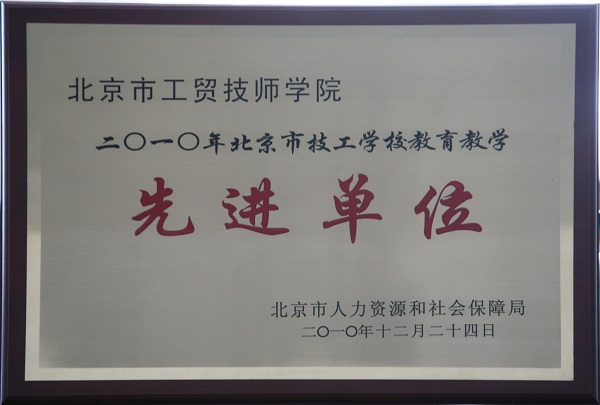 北京市工贸技师学院
二〇一〇年北京市技工学校教育教学
先进单位
北京市人力资源和社会保障局
二〇一〇年十二月二十四日